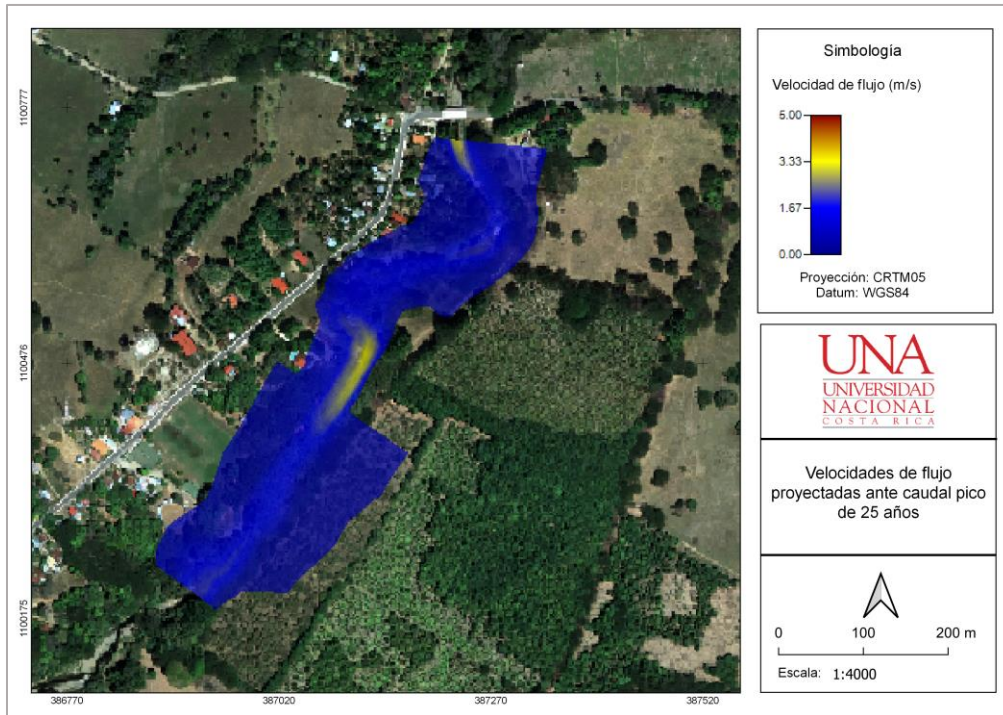 1100777
1100476
1100175
386770
387020
387270
387520
Simbología
Velocidad de flujo (m/s)
5.00
3.33
1.67
0.00
Proyección: CRTM05
Datum: WGS84
UNA
UNIVERSIDAD
NACIONAL
COSTA RICA
Velocidades de flujo
proyectadas ante caudal pico
de 25 años
0 100 200 m
Escala: 1:4000